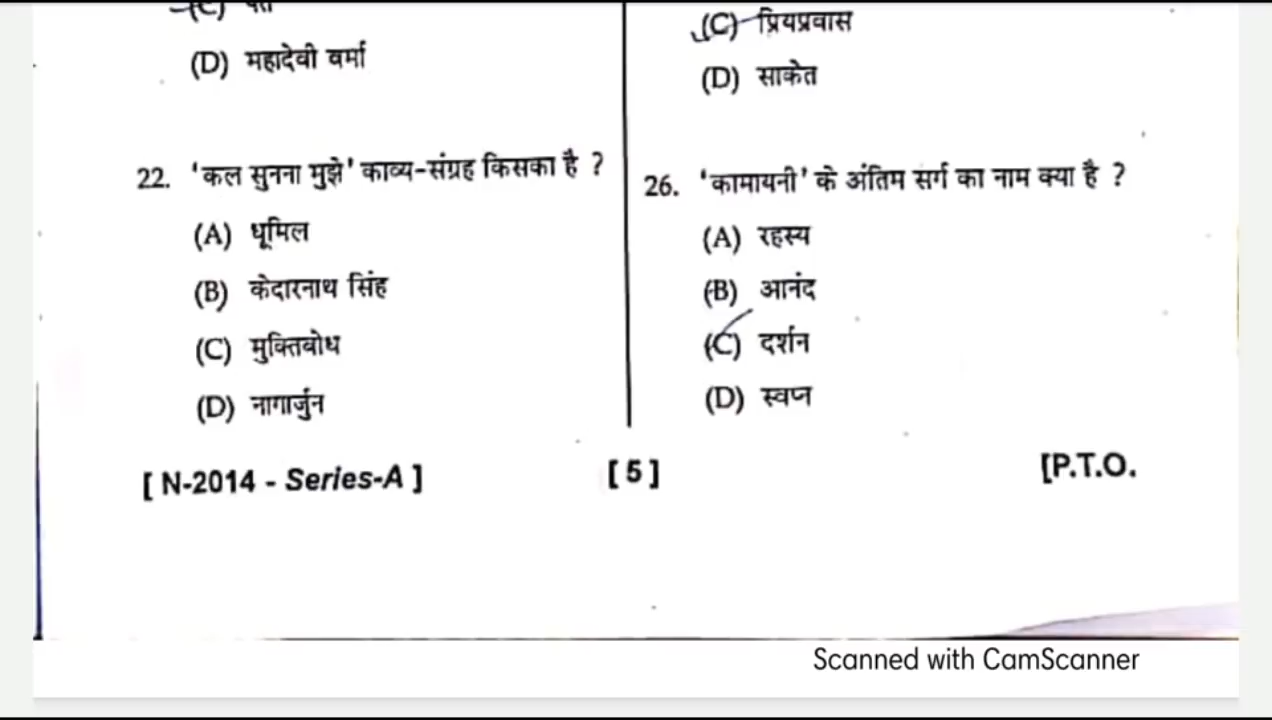 (D) महादेवी वर्मा
22. 'कल सुनना मुझे' काव्य-संग्रह किसका है ?
(A) धूमिल
(B) केदारनाथ सिंह
(C) मुक्तिबोध
(D) नागार्जुन
(C) प्रियप्रवास
(D) साकेत
26. 'कामायनी' के अंतिम सर्ग का नाम क्या है ?
(A) रहस्य
(B) आनंद
(C) दर्शन
(D) स्वप्न
[ N-2014 - Series-A ]
[ 5 ]
[P.T.O.
Scanned with CamScanner